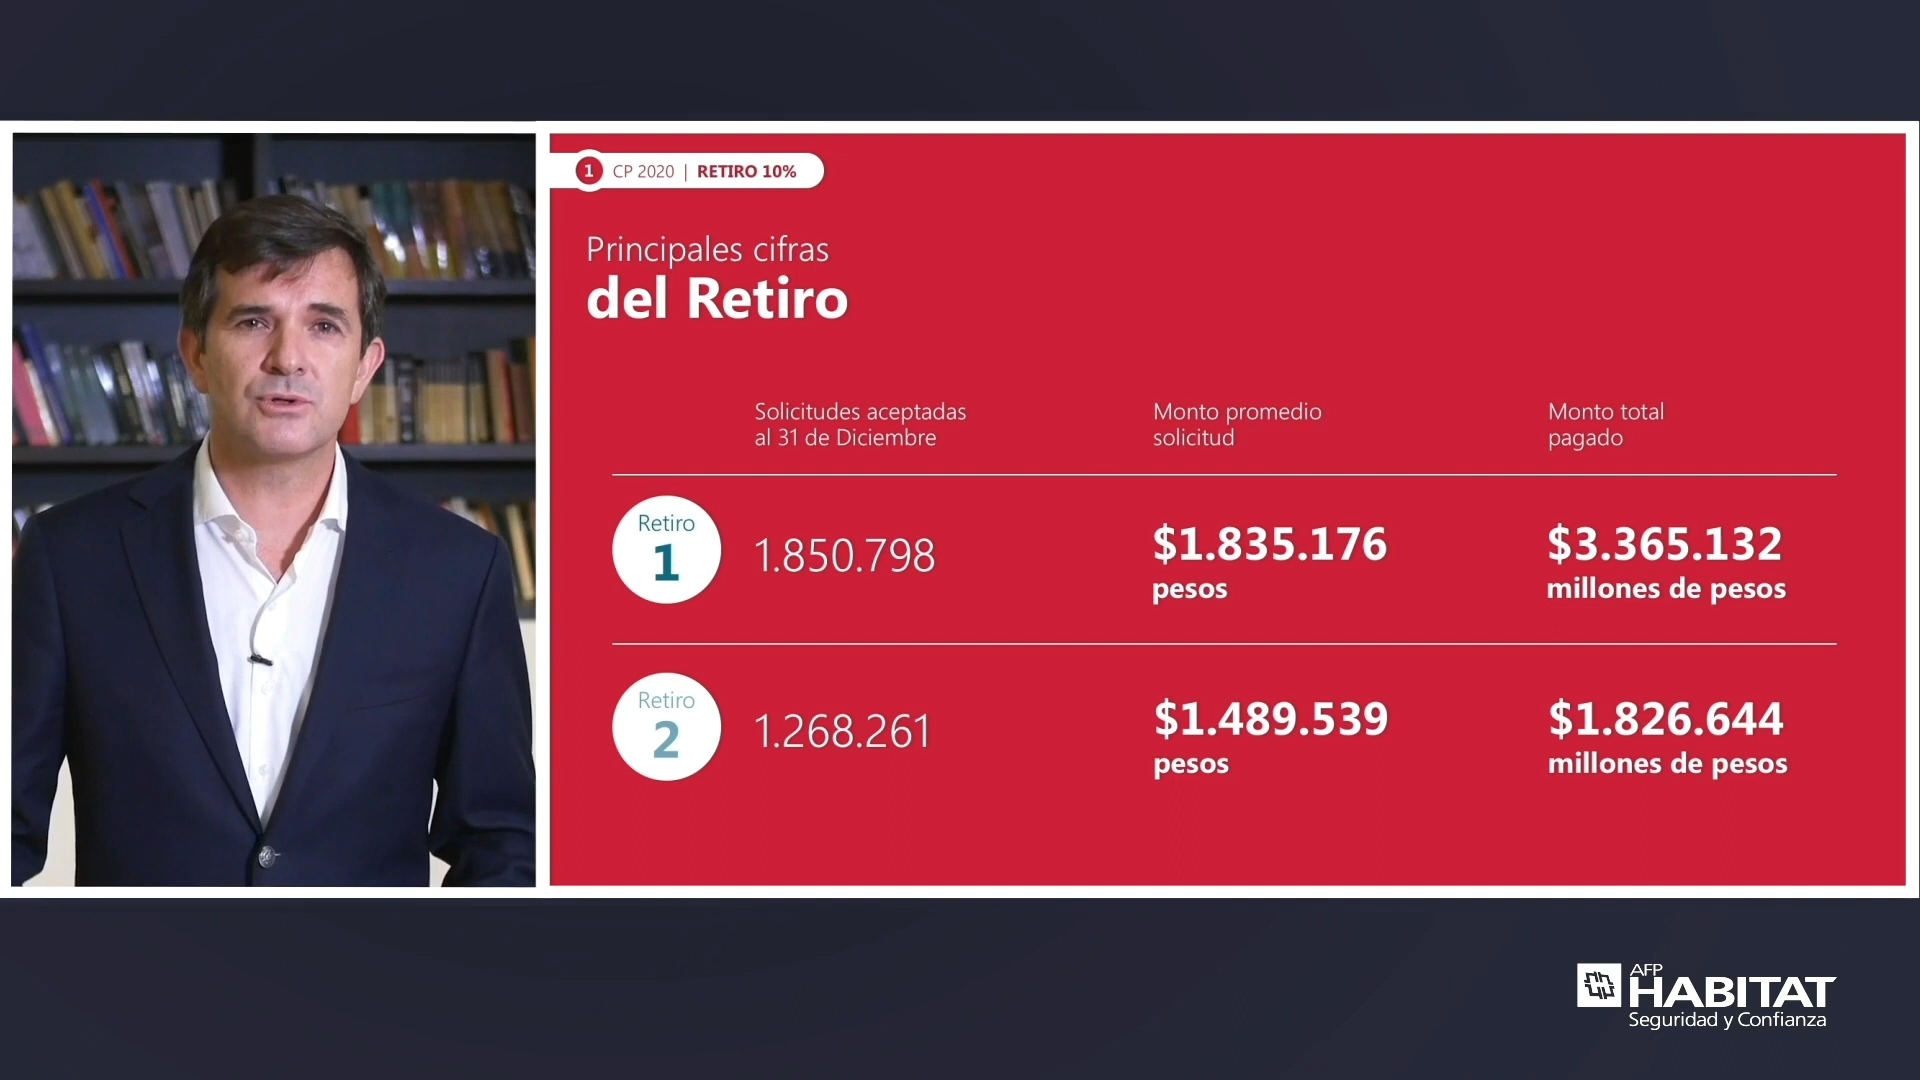 1 CP 2020 | RETIRO 10%
Principales cifras
del Retiro
Solicitudes aceptadas
al 31 de Diciembre
Monto promedio
solicitud
Monto total
pagado
Retiro
1
1.850.798
$1.835.176
pesos
$3.365.132
millones de pesos
Retiro
2
1.268.261
$1.489.539
pesos
$1.826.644
millones de pesos
AFP
HABITAT
Seguridad y Confianza